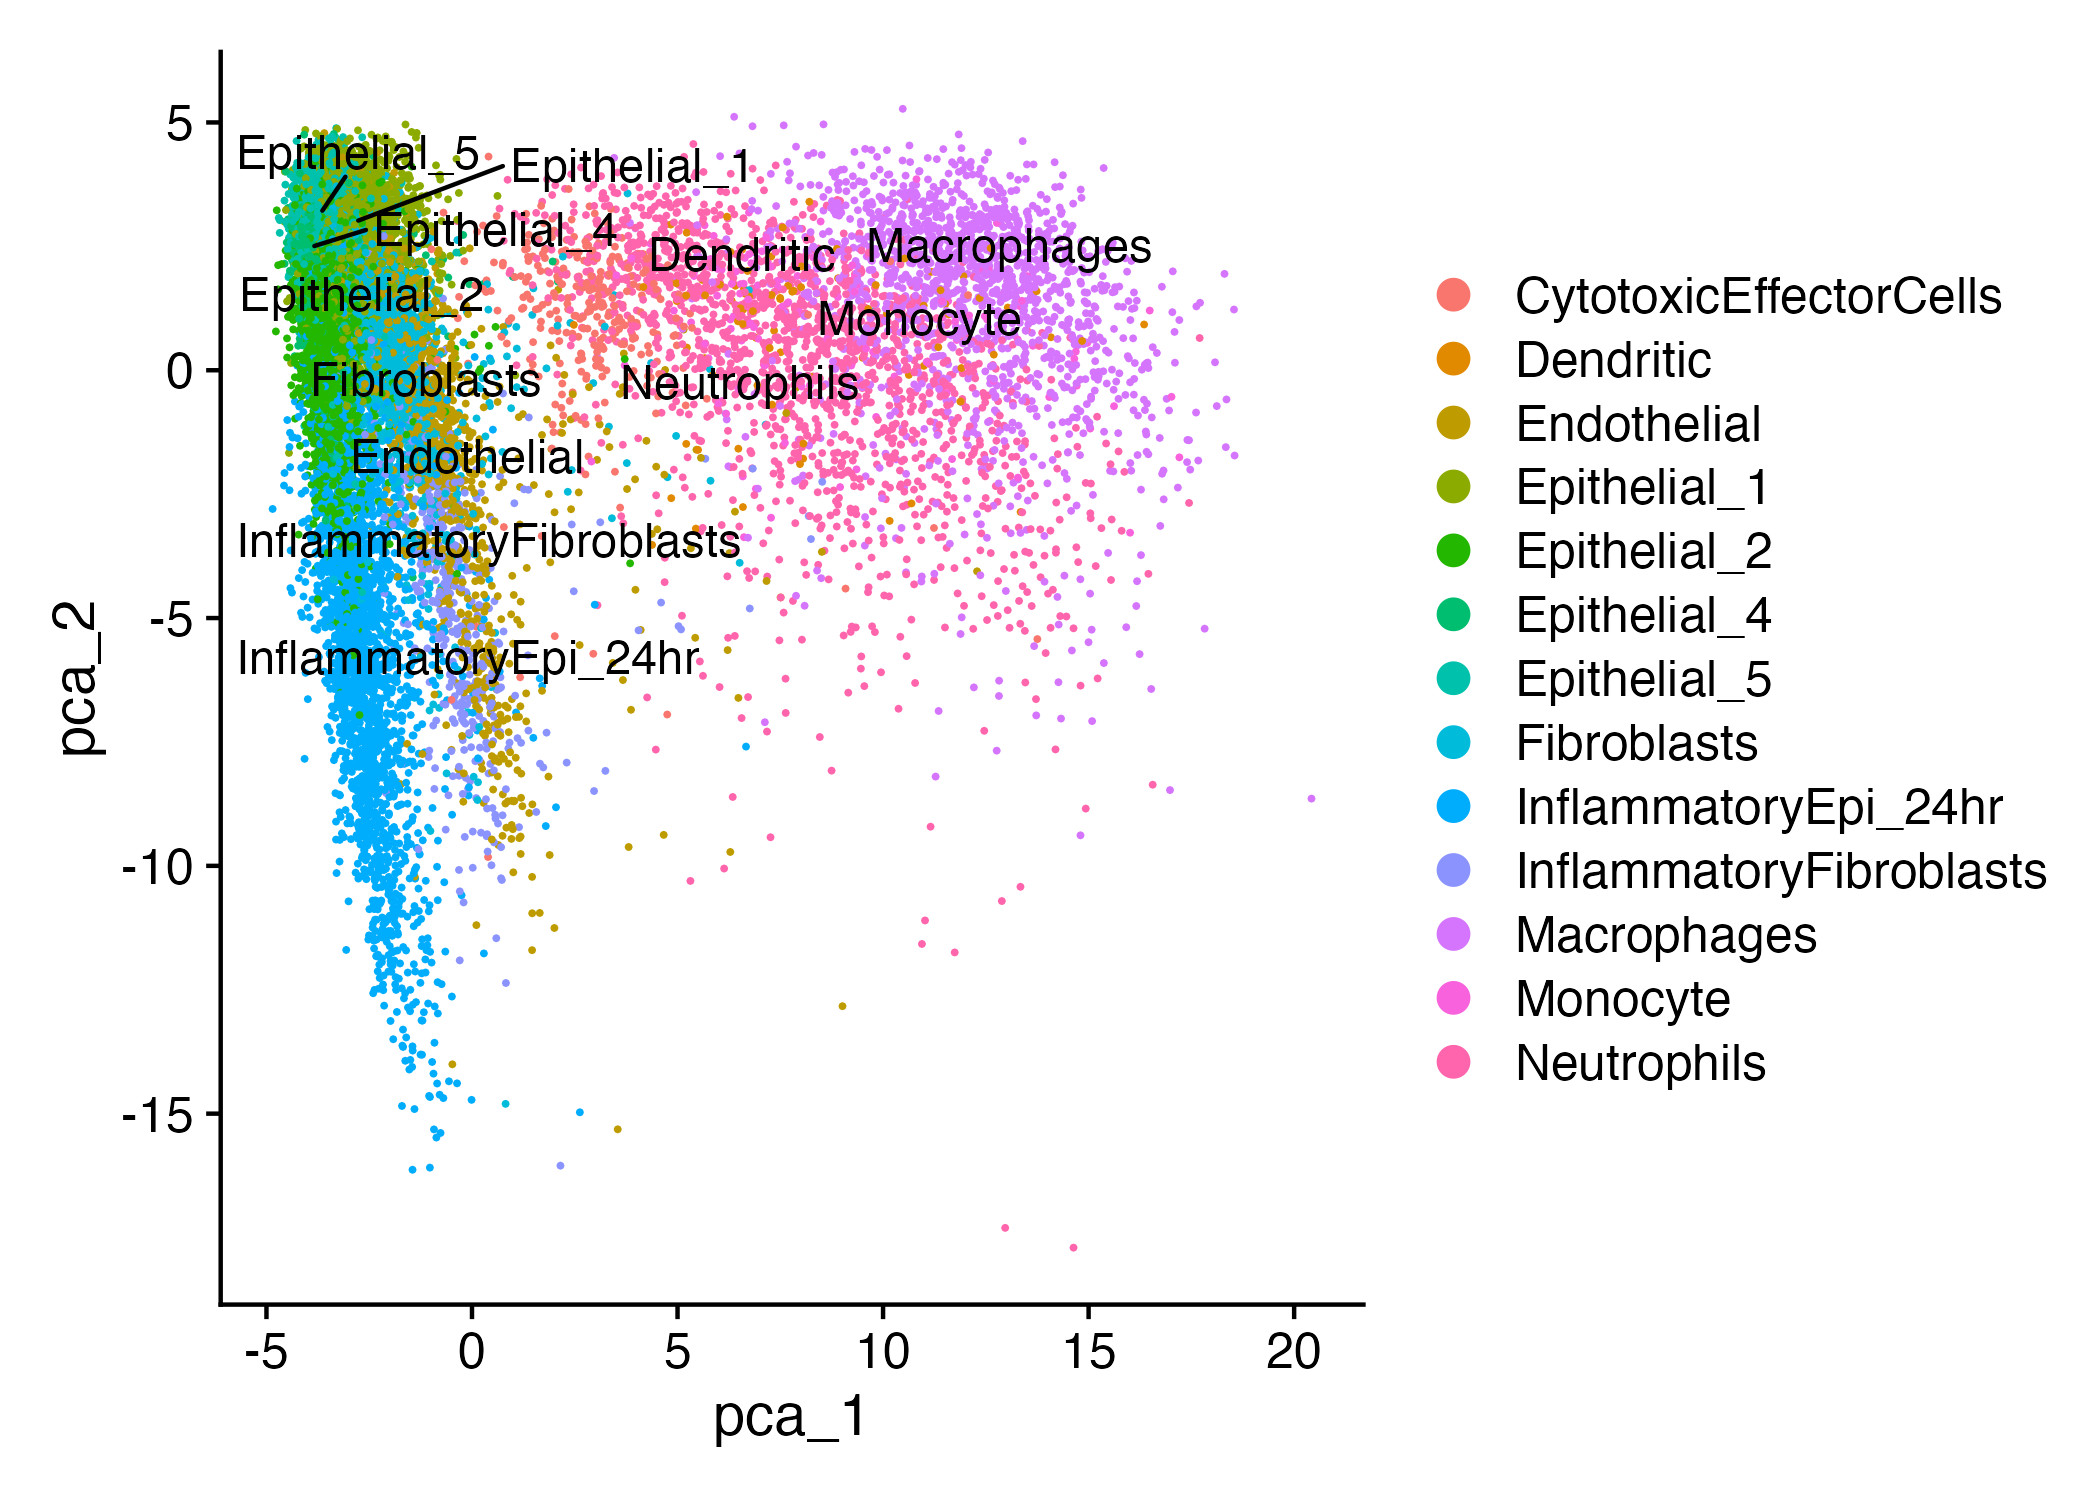 5
0
-5
-10
-15
pca_2
Epithelial_5
Epithelial_1
Epithelial_4
Dendritic
Macrophages
Epithelial_2
Monocyte
Fibroblasts
Neutrophils
Endothelial
InflammatoryFibroblasts
InflammatoryEpi_24hr
-5
0
5
10
15
20
pca_1
CytotoxicEffectorCells
Dendritic
Endothelial
Epithelial_1
Epithelial_2
Epithelial_4
Epithelial_5
Fibroblasts
InflammatoryEpi_24hr
InflammatoryFibroblasts
Macrophages
Monocyte
Neutrophils